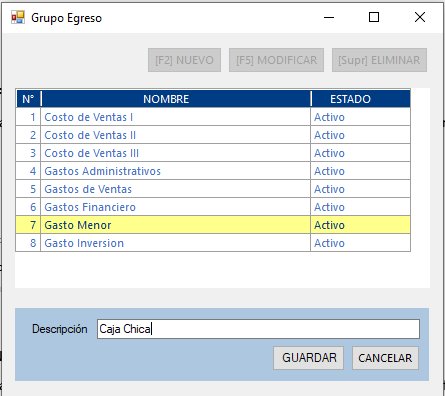 Grupo Egreso
[F2] NUEVO [F5] MODIFICAR [Supr] ELIMINAR
N° NOMBRE ESTADO
1 Costo de Ventas I Activo
2 Costo de Ventas II Activo
3 Costo de Ventas III Activo
4 Gastos Administrativos Activo
5 Gastos de Ventas Activo
6 Gastos Financiero Activo
7 Gasto Menor Activo
8 Gasto Inversion Activo
Descripción Caja Chica
GUARDAR CANCELAR